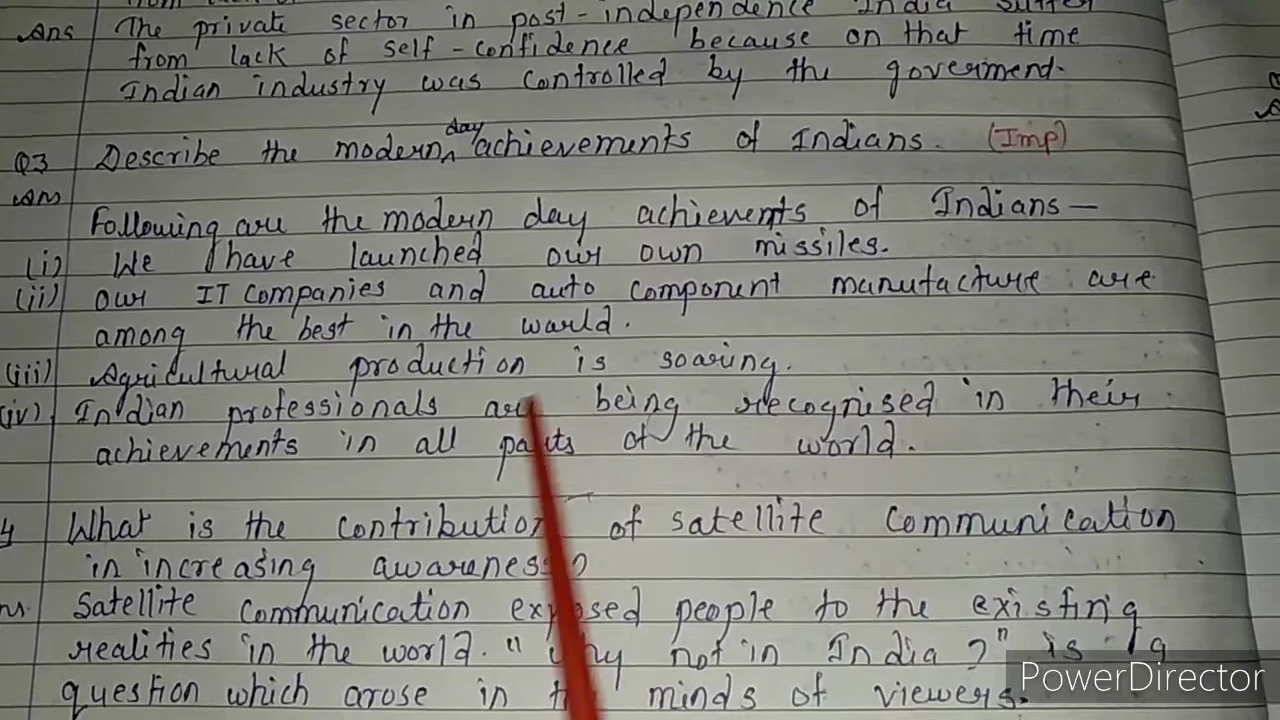 Ans The private sector in post-independence India suffer
from lack of self-confidence because on that time
Indian industry was controlled by the goverment.
Q3 Describe the modern day achievements of Indians. (Imp)
Ans
Following are the modern day achievemts of Indians—
(i) We have launched our own missiles.
(ii) our IT companies and auto component manufacture are
among the best in the world.
(iii) Agricultural production is soaring.
(iv) Indian professionals are being recognised in their
achievements in all parts of the world.
4 What is the contribution of satellite communication
in increasing awareness?
ns. Satellite communication exposed people to the existing
realities in the world. "Why not in India?" is a
question which arose in the minds of viewers.
PowerDirector